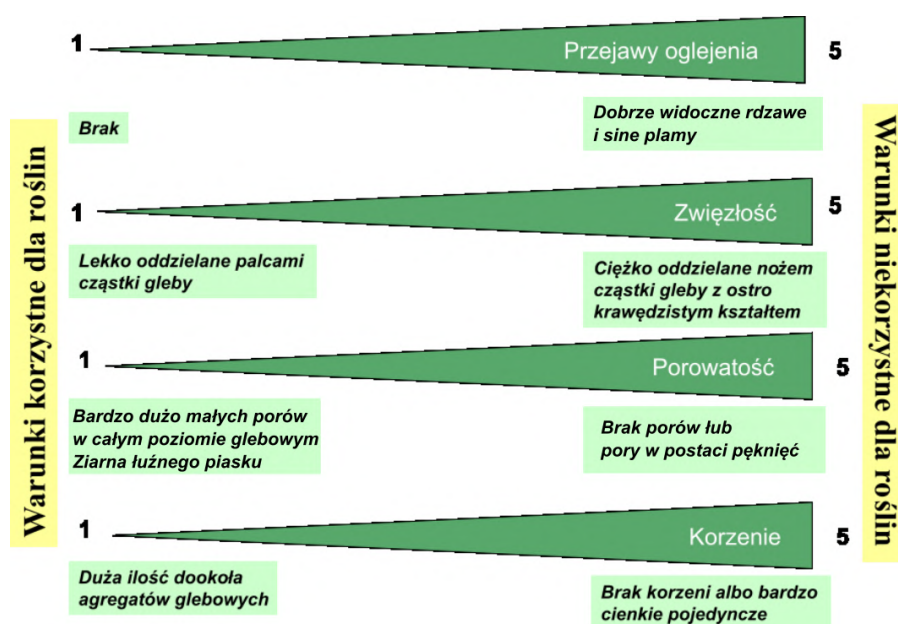 1
Przejawy oglejenia
5
Brak
Dobrze widoczne rdzawe
i sine plamy
1
Zwięzłość
5
Lekko oddzielane palcami
cząstki gleby
Ciężko oddzielane nożem
cząstki gleby z ostro
krawędzistym kształtem
1
Porowatość
5
Bardzo dużo małych porów
w całym poziomie glebowym
Ziarna łuźnego piasku
Brak porów łub
pory w postaci pęknięć
1
Korzenie
5
Duża ilość dookoła
agregatów glebowych
Brak korzeni albo bardzo
cienkie pojedyncze
Warunki korzystne dla roślin
Warunki niekorzystne dla roślin